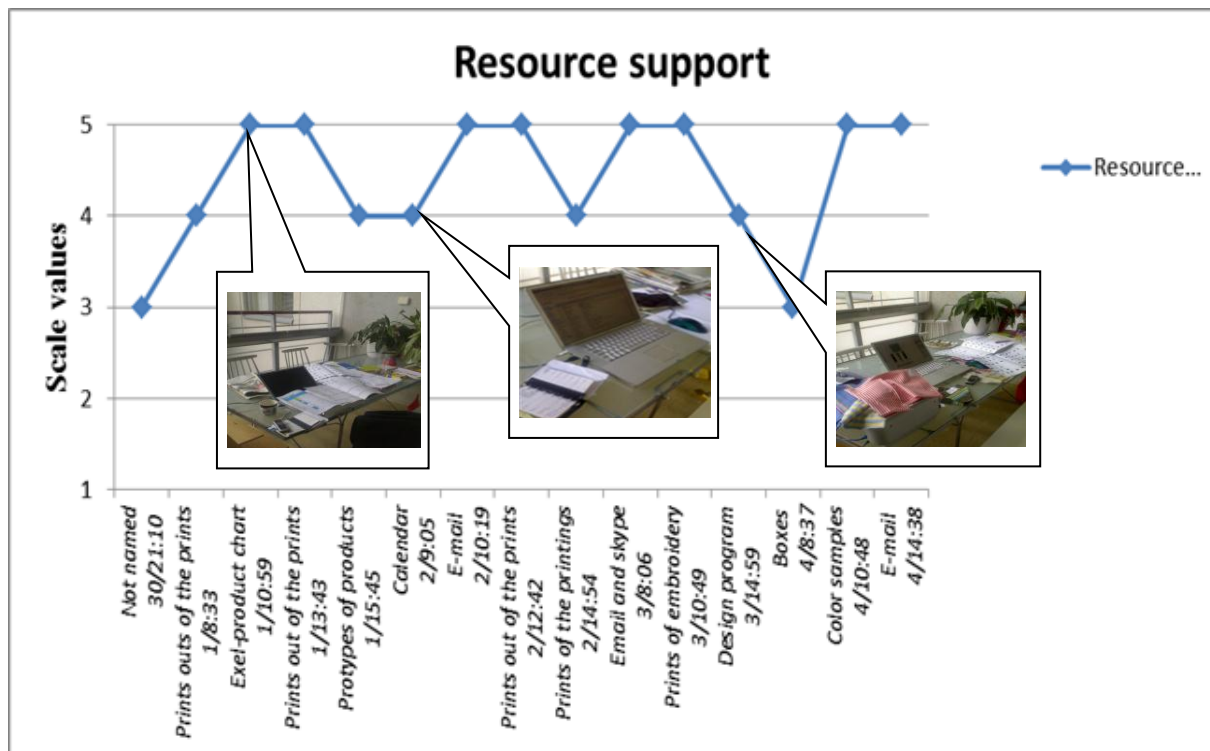 Resource support
Resource...
Scale values
5
4
3
2
1
Not named
30/21:10
Prints outs of the prints
1/8:33
Exel-product chart
1/10:59
Prints out of the prints
1/13:43
Protypes of products
1/15:45
Calendar
2/9:05
E-mail
2/10:19
Prints out of the prints
2/12:42
Prints of the printings
2/14:54
Email and skype
3/8:06
Prints of embroidery
3/10:49
Design program
3/14:59
Boxes
4/8:37
Color samples
4/10:48
E-mail
4/14:38